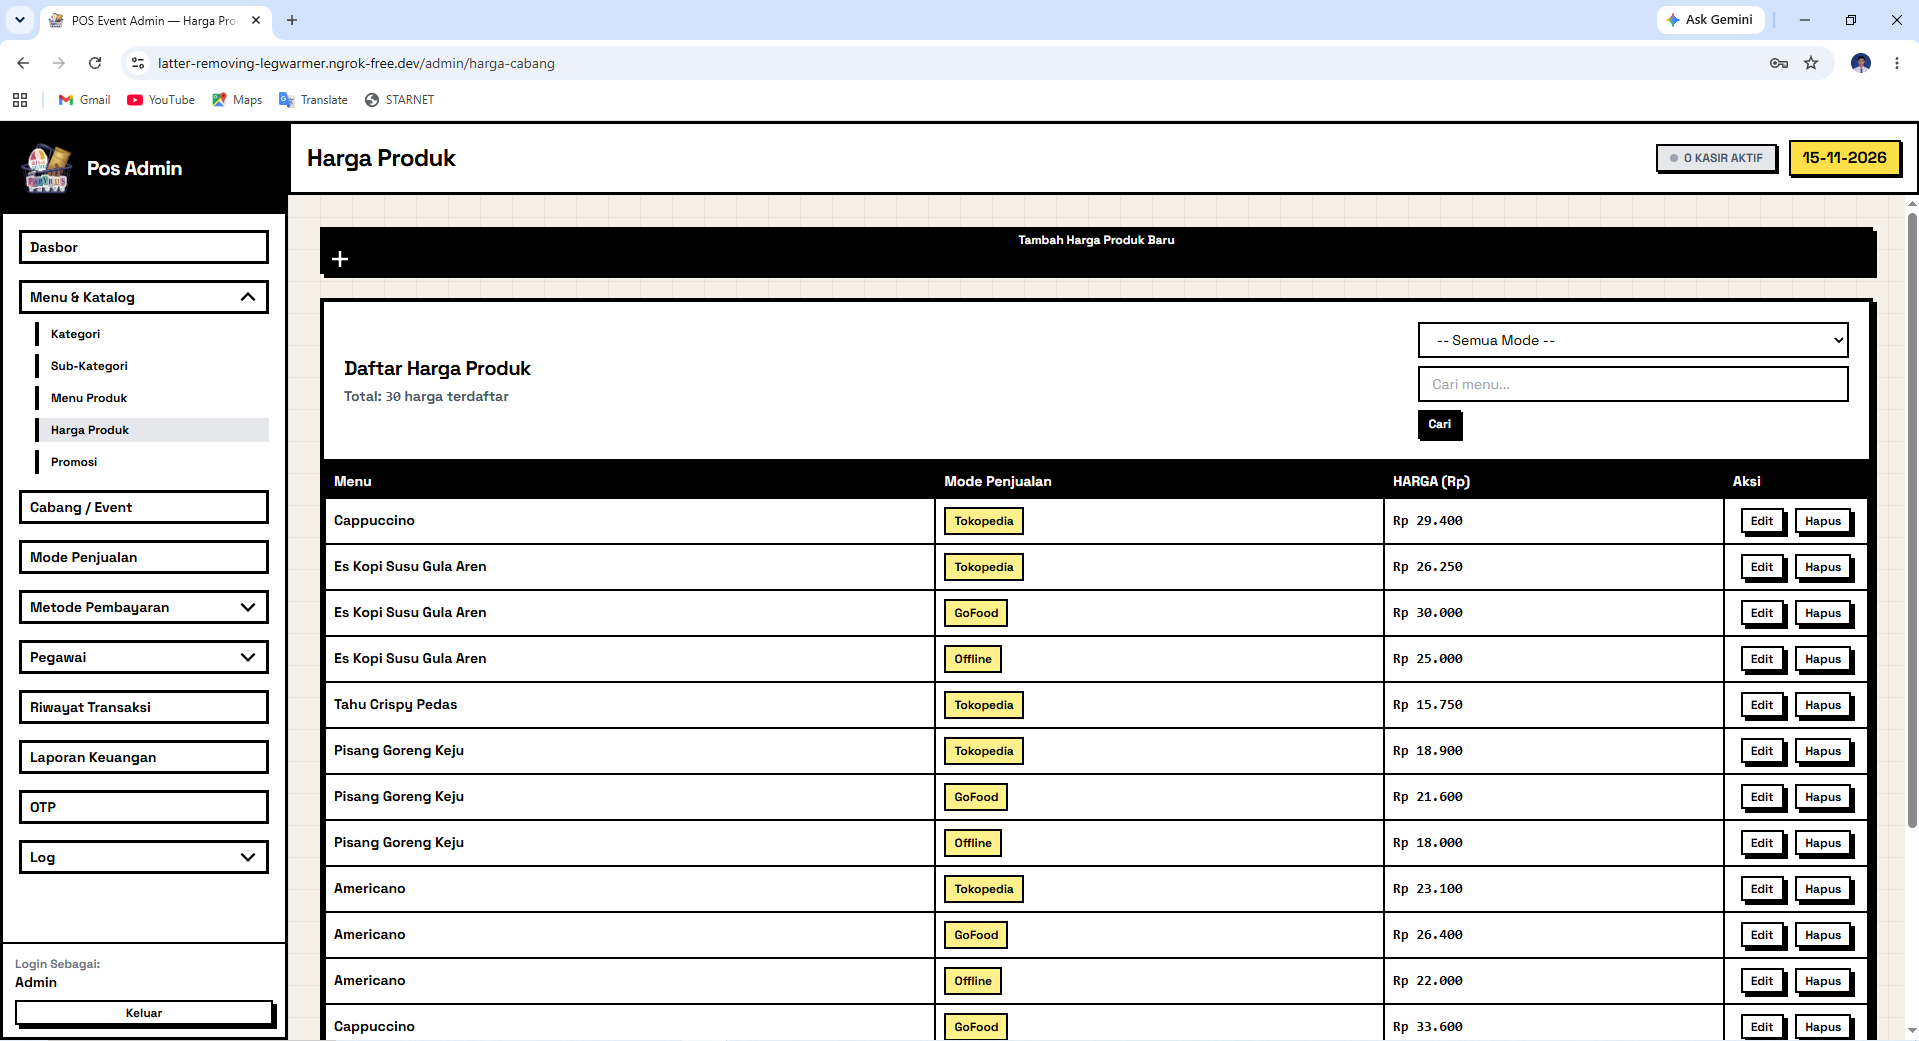 POS Event Admin — Harga Pro
Ask Gemini
latter-removing-legwarmer.ngrok-free.dev/admin/harga-cabang
Gmail
YouTube
Maps
Translate
STARNET
Pos Admin
Harga Produk
0 KASIR AKTIF
15-11-2026
Dasbor
Menu & Katalog
Kategori
Sub-Kategori
Menu Produk
Harga Produk
Promosi
Cabang / Event
Mode Penjualan
Metode Pembayaran
Pegawai
Riwayat Transaksi
Laporan Keuangan
OTP
Log
Login Sebagai:
Admin
Keluar
Tambah Harga Produk Baru
Daftar Harga Produk
Total: 30 harga terdaftar
-- Semua Mode --
Cari menu...
Cari
Menu Mode Penjualan HARGA (Rp) Aksi
Cappuccino Tokopedia Rp 29.400 Edit Hapus
Es Kopi Susu Gula Aren Tokopedia Rp 26.250 Edit Hapus
Es Kopi Susu Gula Aren GoFood Rp 30.000 Edit Hapus
Es Kopi Susu Gula Aren Offline Rp 25.000 Edit Hapus
Tahu Crispy Pedas Tokopedia Rp 15.750 Edit Hapus
Pisang Goreng Keju Tokopedia Rp 18.900 Edit Hapus
Pisang Goreng Keju GoFood Rp 21.600 Edit Hapus
Pisang Goreng Keju Offline Rp 18.000 Edit Hapus
Americano Tokopedia Rp 23.100 Edit Hapus
Americano GoFood Rp 26.400 Edit Hapus
Americano Offline Rp 22.000 Edit Hapus
Cappuccino GoFood Rp 33.600 Edit Hapus